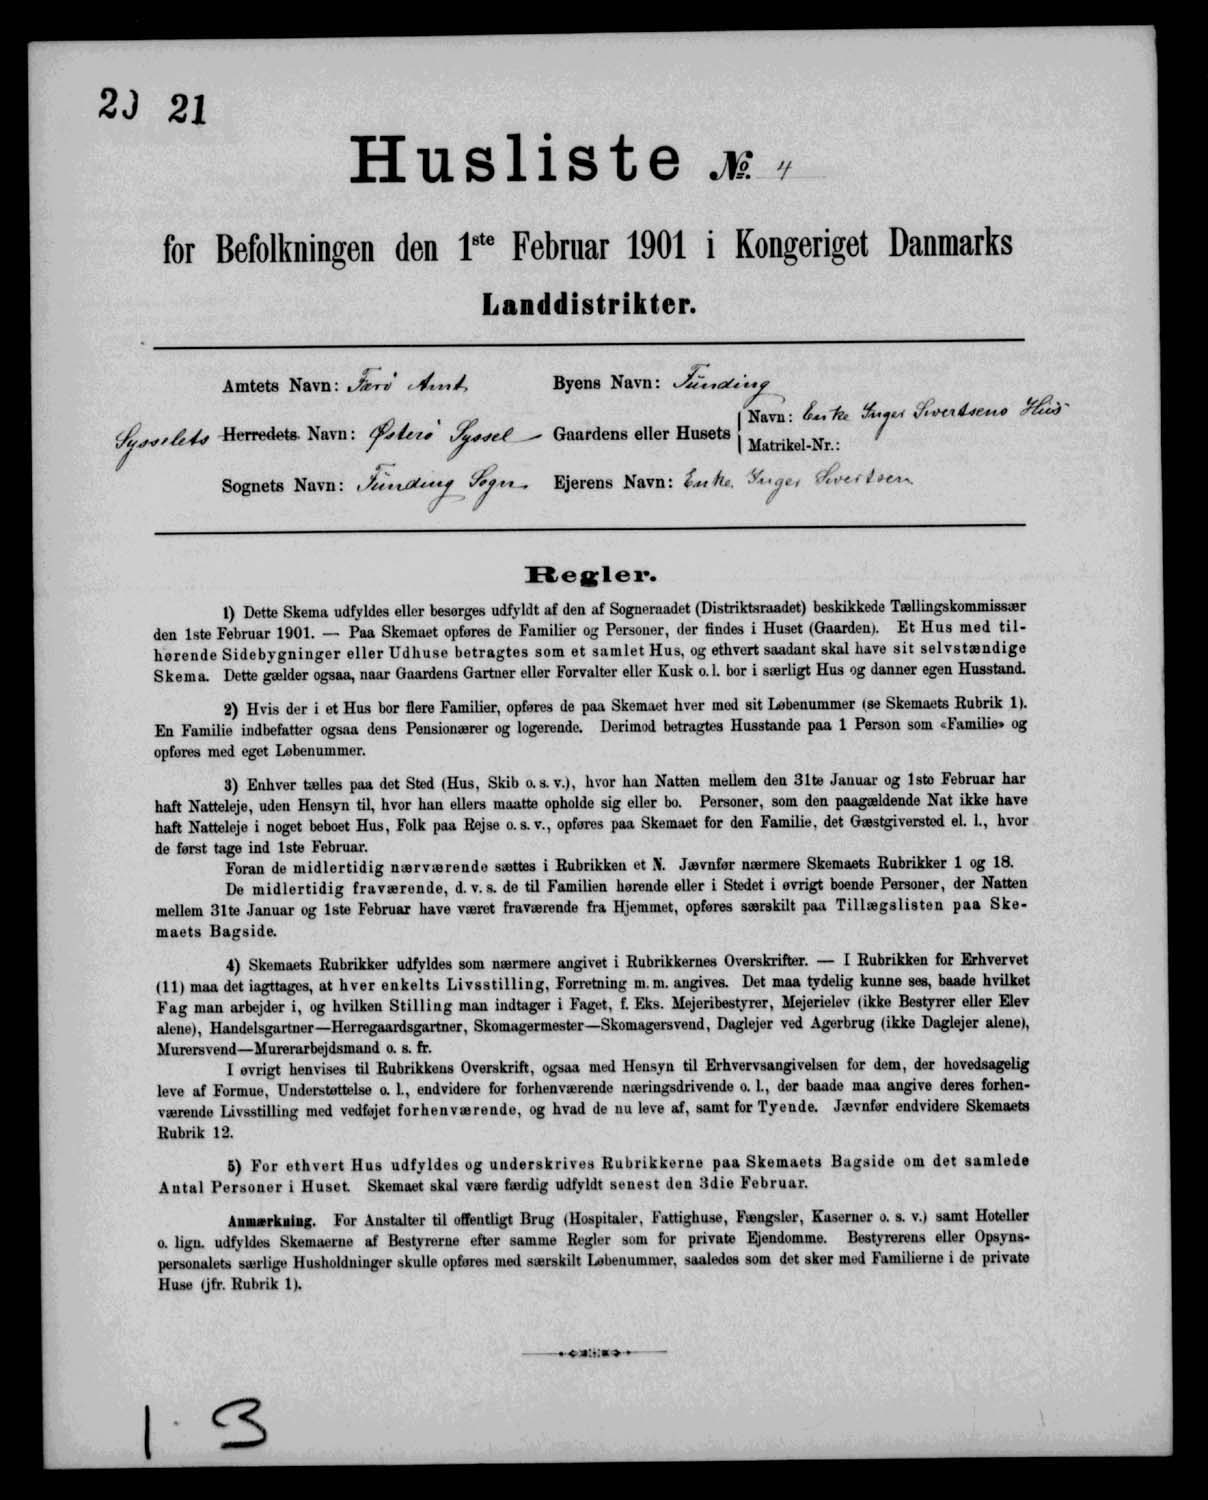 20 21
Husliste No. 4
for Befolkningen den 1ste Februar 1901 i Kongeriget Danmarks
Landdistrikter.
Amtets Navn: Færø Amt
Sysselets Herredets Navn: Østerø Syssel
Sognets Navn: Funding Sogn.
Byens Navn: Funding
Gaardens eller Husets
Navn: Enke Inger Sivertsens Hus
Matrikel-Nr.:
Ejerens Navn: Enke Inger Sivertsen
Regler.
1) Dette Skema udfyldes eller besørges udfyldt af den af Sogneraadet (Distriktsraadet) beskikkede Tællingskommissær
den 1ste Februar 1901. — Paa Skemaet opføres de Familier og Personer, der findes i Huset (Gaarden). Et Hus med til-
hørende Sidebygninger eller Udhuse betragtes som et samlet Hus, og ethvert saadant skal have sit selvstændige
Skema. Dette gælder ogsaa, naar Gaardens Gartner eller Forvalter eller Kusk o. l. bor i særligt Hus og danner egen Husstand.
2) Hvis der i et Hus bor flere Familier, opføres de paa Skemaet hver med sit Løbenummer (se Skemaets Rubrik 1).
En Familie indbefatter ogsaa dens Pensionærer og logerende. Derimod betragtes Husstande paa 1 Person som «Familie» og
opføres med eget Løbenummer.
3) Enhver tælles paa det Sted (Hus, Skib o. s. v.), hvor han Natten mellem den 31te Januar og 1ste Februar har
haft Natteleje, uden Hensyn til, hvor han ellers maatte opholde sig eller bo. Personer, som den paagældende Nat ikke have
haft Natteleje i noget beboet Hus, Folk paa Rejse o. s. v., opføres paa Skemaet for den Familie, det Gæstgiversted el. l., hvor
de først tage ind 1ste Februar.
Foran de midlertidig nærværende sættes i Rubrikken et N. Jævnfør nærmere Skemaets Rubrikker 1 og 18.
De midlertidig fraværende, d. v. s. de til Familien hørende eller i Stedet i øvrigt boende Personer, der Natten
mellem 31te Januar og 1ste Februar have været fraværende fra Hjemmet, opføres særskilt paa Tillægslisten paa Ske-
maets Bagside.
4) Skemaets Rubrikker udfyldes som nærmere angivet i Rubrikkernes Overskrifter. — I Rubrikken for Erhvervet
(11) maa det iagttages, at hver enkelts Livsstilling, Forretning m. m. angives. Det maa tydelig kunne ses, baade hvilket
Fag man arbejder i, og hvilken Stilling man indtager i Faget, f. Eks. Mejeribestyrer, Mejerielev (ikke Bestyrer eller Elev
alene), Handelsgartner—Herregaardsgartner, Skomagermester—Skomagersvend, Daglejer ved Agerbrug (ikke Daglejer alene),
Murersvend—Murerarbejdsmand o. s. fr.
I øvrigt henvises til Rubrikkens Overskrift, ogsaa med Hensyn til Erhvervsangivelsen for dem, der hovedsagelig
leve af Formue, Understøttelse o. l., endvidere for forhenværende næringsdrivende o. l., der baade maa angive deres forhen-
værende Livsstilling med vedføjet forhenværende, og hvad de nu leve af, samt for Tyende. Jævnfør endvidere Skemaets
Rubrik 12.
5) For ethvert Hus udfyldes og underskrives Rubrikkerne paa Skemaets Bagside om det samlede
Antal Personer i Huset. Skemaet skal være færdig udfyldt senest den 3die Februar.
Anmærkning. For Anstalter til offentligt Brug (Hospitaler, Fattighuse, Fængsler, Kaserner o. s. v.) samt Hoteller
o. lign. udfyldes Skemaerne af Bestyrerne efter samme Regler som for private Ejendomme. Bestyrerens eller Opsyns-
personalets særlige Husholdninger skulle opføres med særskilt Løbenummer, saaledes som det sker med Familierne i de private
Huse (jfr. Rubrik 1).
1 3